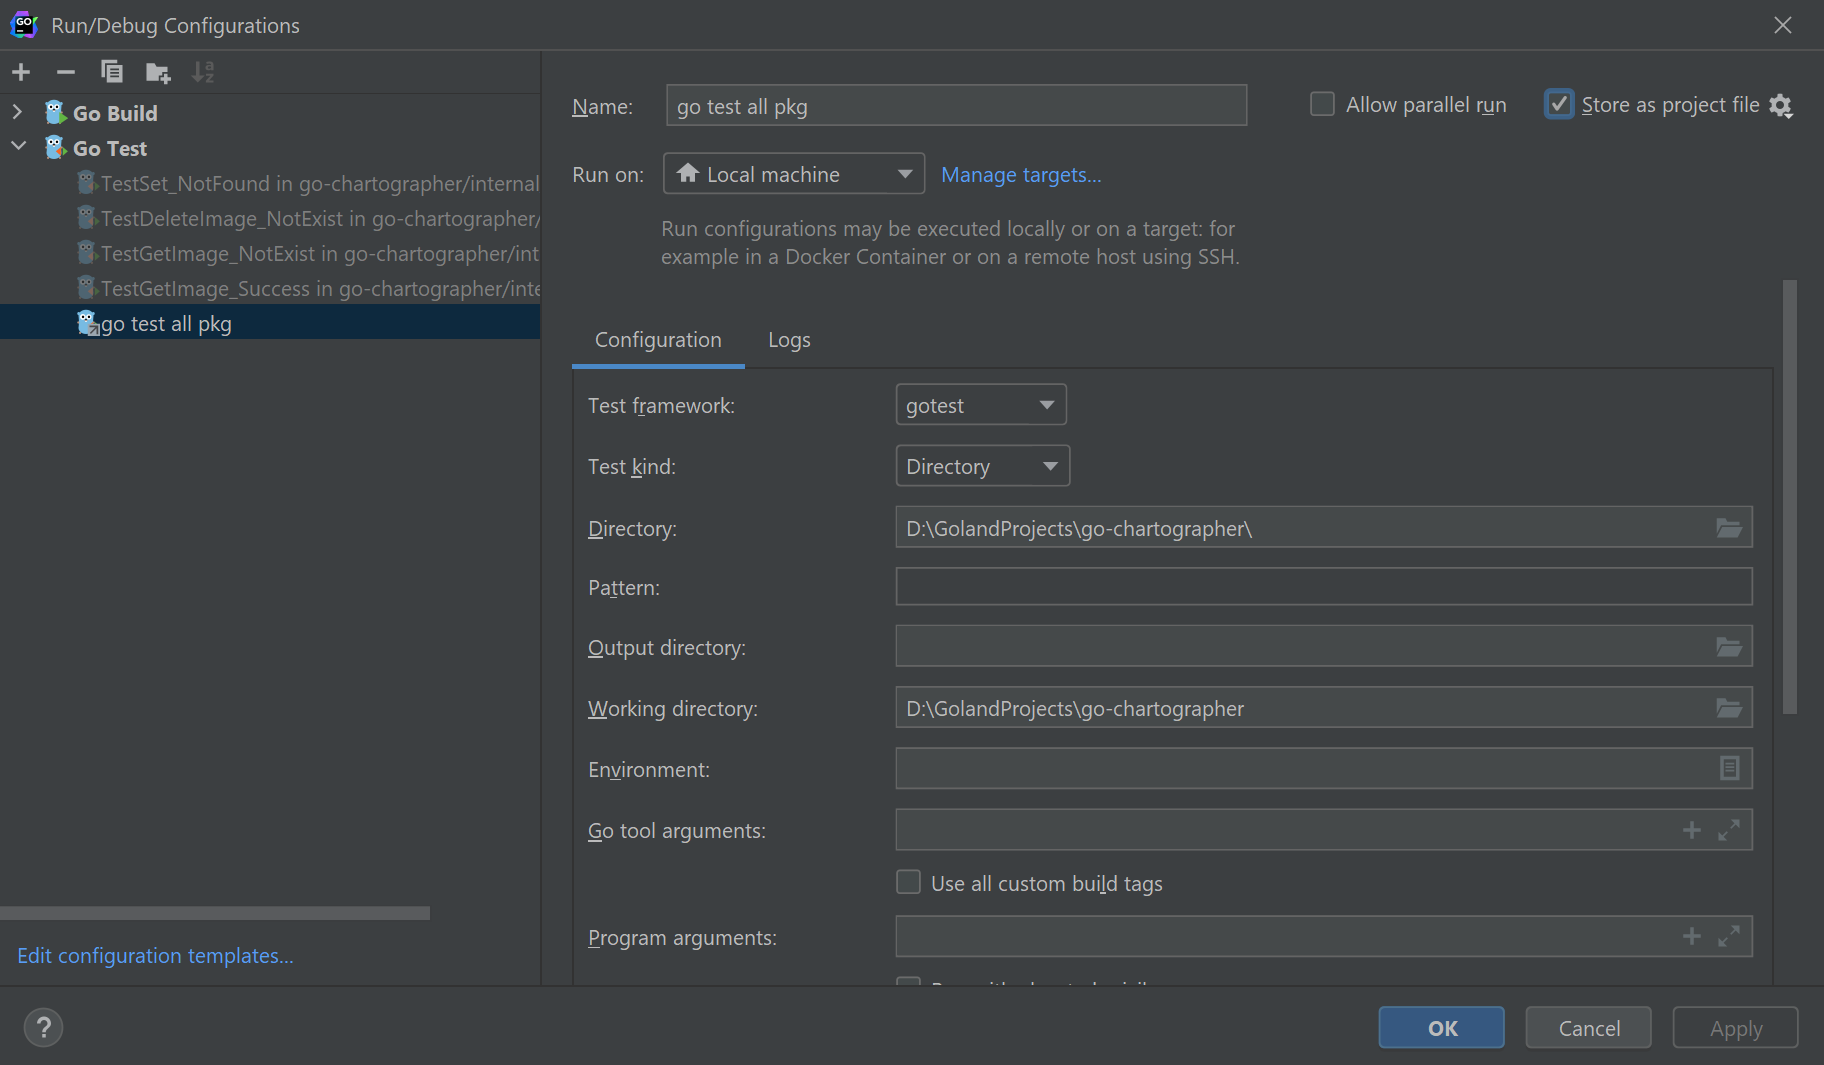 Run/Debug Configurations
Go Build
Go Test
TestSet_NotFound in go-chartographer/internal
TestDeleteImage_NotExist in go-chartographer/
TestGetImage_NotExist in go-chartographer/int
TestGetImage_Success in go-chartographer/inte
go test all pkg
Edit configuration templates...
Name: go test all pkg
Allow parallel run
Store as project file
Run on: Local machine Manage targets...
Run configurations may be executed locally or on a target: for
example in a Docker Container or on a remote host using SSH.
Configuration Logs
Test framework: gotest
Test kind: Directory
Directory: D:\GolandProjects\go-chartographer\
Pattern:
Output directory:
Working directory: D:\GolandProjects\go-chartographer
Environment:
Go tool arguments:
Use all custom build tags
Program arguments:
? OK Cancel Apply